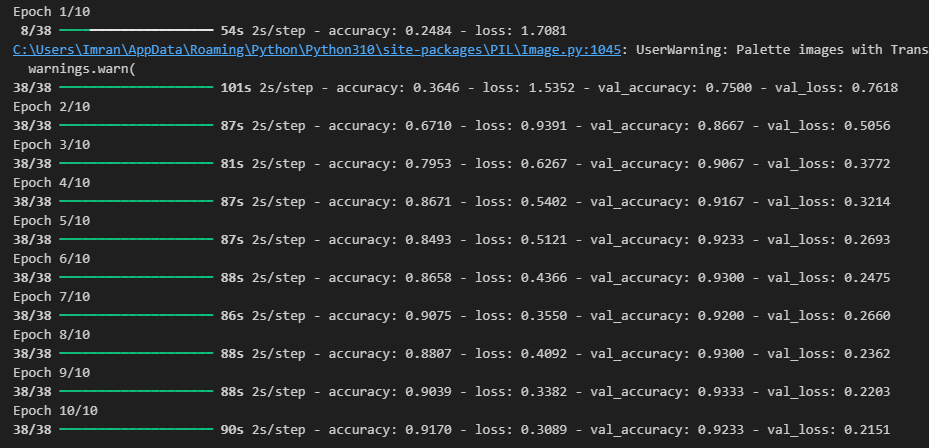 Epoch 1/10
8/38 54s 2s/step - accuracy: 0.2484 - loss: 1.7081
C:\Users\Imran\AppData\Roaming\Python\Python310\site-packages\PIL\Image.py:1045: UserWarning: Palette images with Trans
warnings.warn(
38/38 101s 2s/step - accuracy: 0.3646 - loss: 1.5352 - val_accuracy: 0.7500 - val_loss: 0.7618
Epoch 2/10
38/38 87s 2s/step - accuracy: 0.6710 - loss: 0.9391 - val_accuracy: 0.8667 - val_loss: 0.5056
Epoch 3/10
38/38 81s 2s/step - accuracy: 0.7953 - loss: 0.6267 - val_accuracy: 0.9067 - val_loss: 0.3772
Epoch 4/10
38/38 87s 2s/step - accuracy: 0.8671 - loss: 0.5402 - val_accuracy: 0.9167 - val_loss: 0.3214
Epoch 5/10
38/38 87s 2s/step - accuracy: 0.8493 - loss: 0.5121 - val_accuracy: 0.9233 - val_loss: 0.2693
Epoch 6/10
38/38 88s 2s/step - accuracy: 0.8658 - loss: 0.4366 - val_accuracy: 0.9300 - val_loss: 0.2475
Epoch 7/10
38/38 86s 2s/step - accuracy: 0.9075 - loss: 0.3550 - val_accuracy: 0.9200 - val_loss: 0.2660
Epoch 8/10
38/38 88s 2s/step - accuracy: 0.8807 - loss: 0.4092 - val_accuracy: 0.9300 - val_loss: 0.2362
Epoch 9/10
38/38 88s 2s/step - accuracy: 0.9039 - loss: 0.3382 - val_accuracy: 0.9333 - val_loss: 0.2203
Epoch 10/10
38/38 90s 2s/step - accuracy: 0.9170 - loss: 0.3089 - val_accuracy: 0.9233 - val_loss: 0.2151